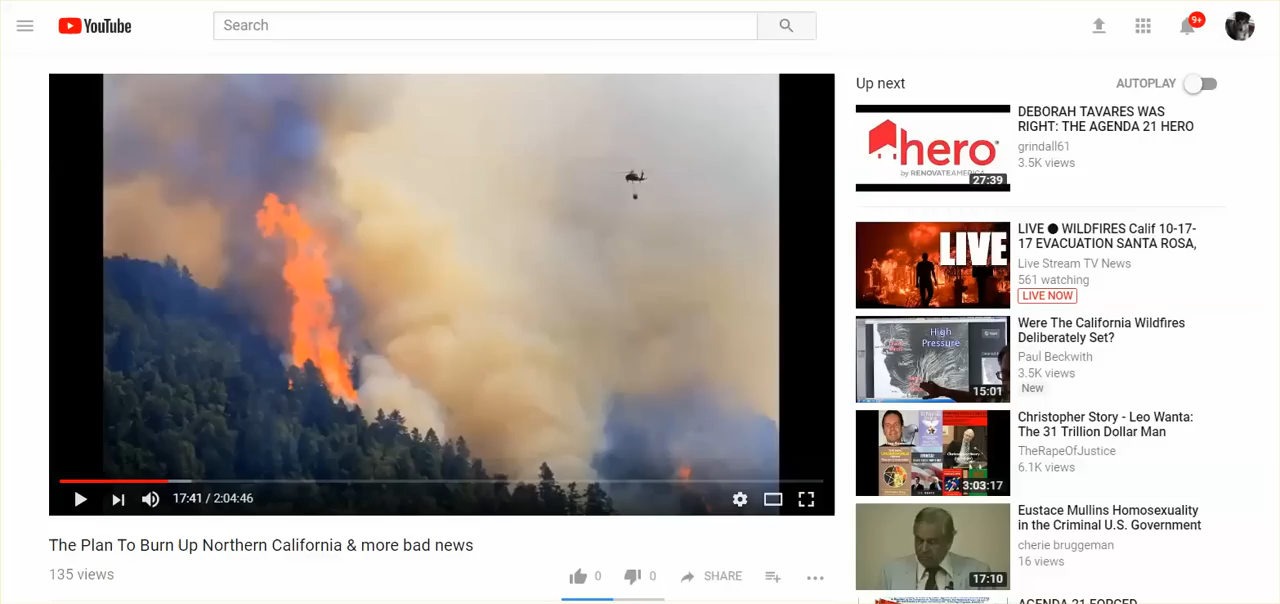 YouTube
Search
9+
Up next
AUTOPLAY
hero
by RENOVATEAMERICA
27:39
DEBORAH TAVARES WAS
RIGHT: THE AGENDA 21 HERO
grindall61
3.5K views
LIVE
LIVE ● WILDFIRES Calif 10-17-
17 EVACUATION SANTA ROSA,
Live Stream TV News
561 watching
LIVE NOW
High
Pressure
15:01
Were The California Wildfires
Deliberately Set?
Paul Beckwith
3.5K views
New
3:03:17
Christopher Story - Leo Wanta:
The 31 Trillion Dollar Man
TheRapeOfJustice
6.1K views
17:10
Eustace Mullins Homosexuality
in the Criminal U.S. Government
cherie bruggeman
16 views
AGENDA 21 FORCED
17:41 / 2:04:46
The Plan To Burn Up Northern California & more bad news
135 views
0
0
SHARE